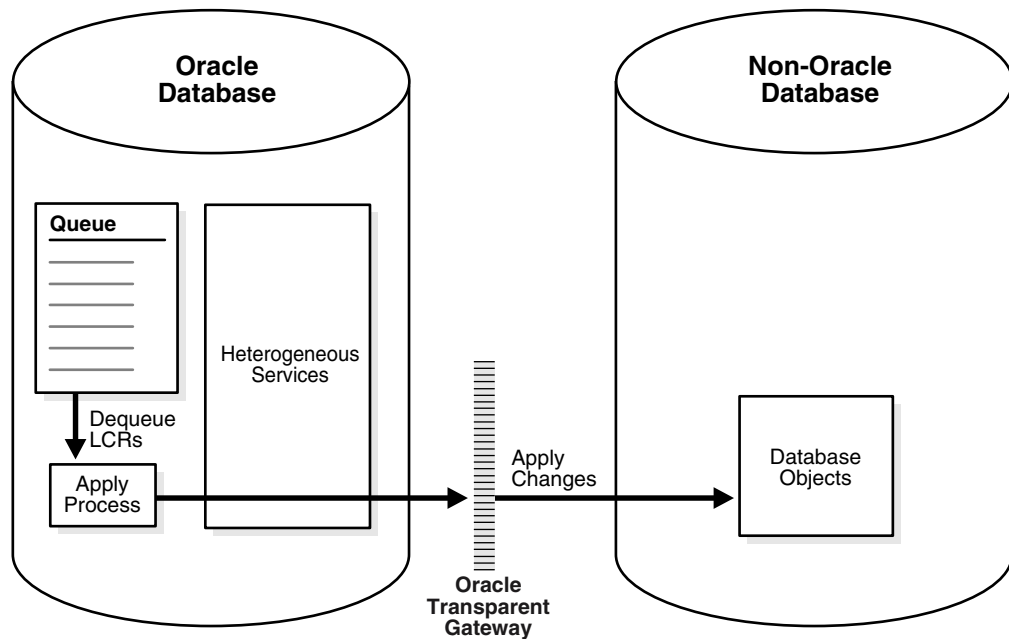 Oracle
Database
Non-Oracle
Database
Queue
Heterogeneous
Services
Dequeue
LCRs
Apply
Process
Apply
Changes
Database
Objects
Oracle
Transparent
Gateway